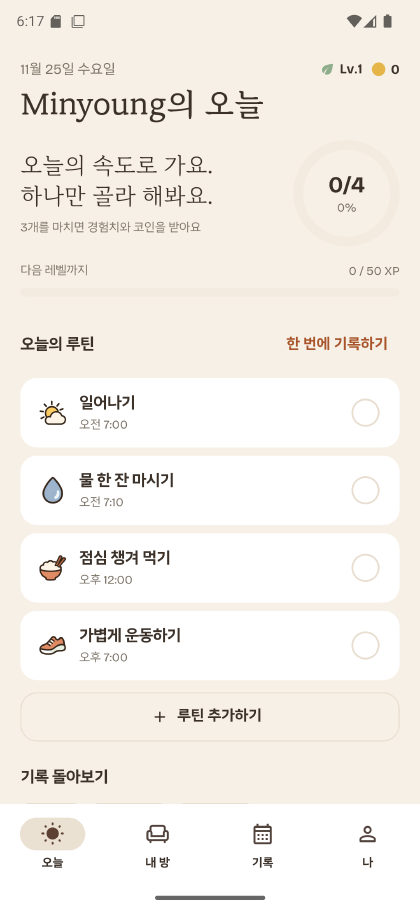 6:17
11월 25일 수요일
Lv.1 0
Minyoung의 오늘
오늘의 속도로 가요.
하나만 골라 해봐요.
3개를 마치면 경험치와 코인을 받아요
0/4
0%
다음 레벨까지
0 / 50 XP
오늘의 루틴
한 번에 기록하기
일어나기
오전 7:00
물 한 잔 마시기
오전 7:10
점심 챙겨 먹기
오후 12:00
가볍게 운동하기
오후 7:00
+ 루틴 추가하기
기록 돌아보기
오늘
내 방
기록
나